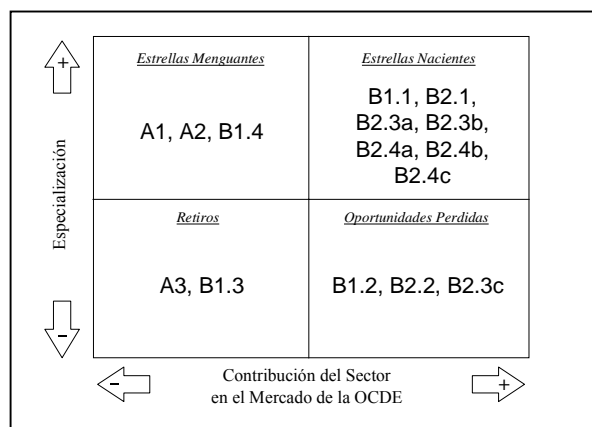 +
Especialización
−
Estrellas Menguantes
A1, A2, B1.4
Estrellas Nacientes
B1.1, B2.1,
B2.3a, B2.3b,
B2.4a, B2.4b,
B2.4c
Retiros
A3, B1.3
Oportunidades Perdidas
B1.2, B2.2, B2.3c
−
Contribución del Sector
en el Mercado de la OCDE
+